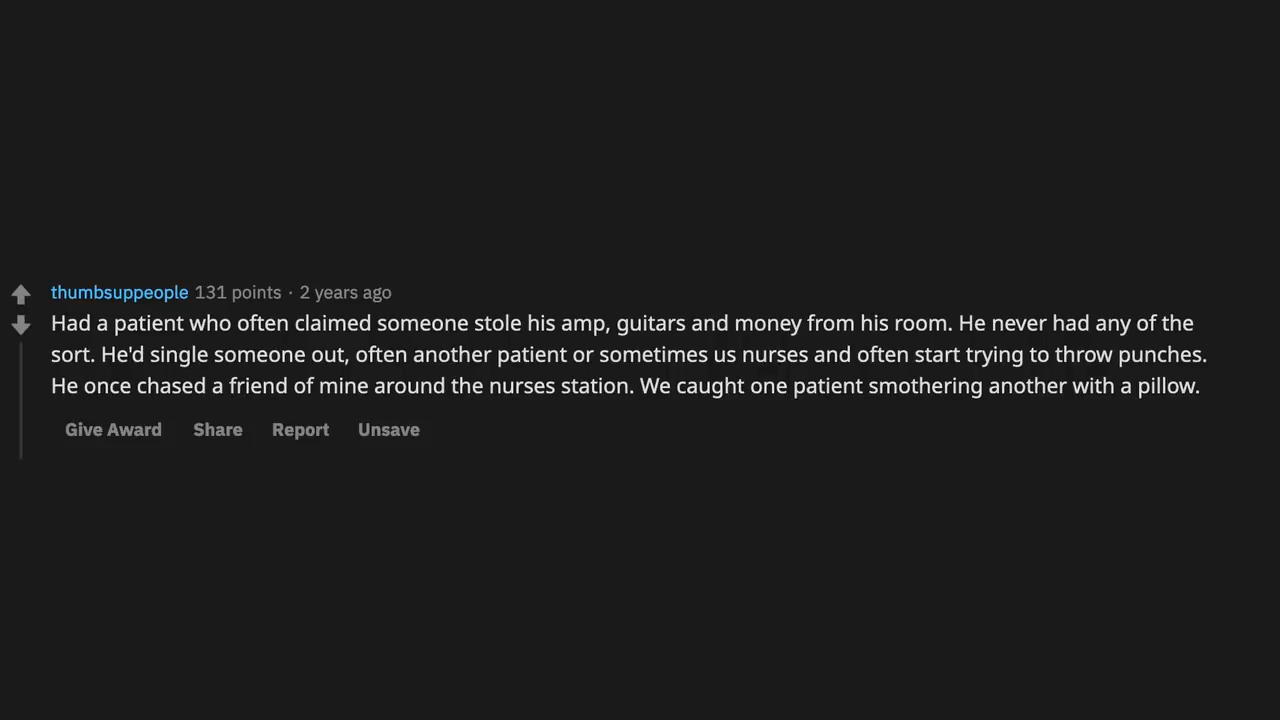 thumbsuppeople 131 points · 2 years ago
Had a patient who often claimed someone stole his amp, guitars and money from his room. He never had any of the
sort. He'd single someone out, often another patient or sometimes us nurses and often start trying to throw punches.
He once chased a friend of mine around the nurses station. We caught one patient smothering another with a pillow.
Give Award Share Report Unsave